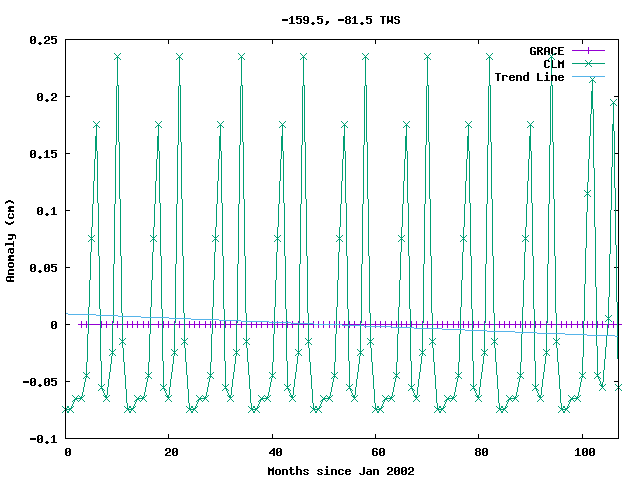 -159.5, -81.5 TWS
GRACE
CLM
Trend Line
0.25
0.2
0.15
0.1
0.05
0
-0.05
-0.1
Anomaly (cm)
0 20 40 60 80 100
Months since Jan 2002